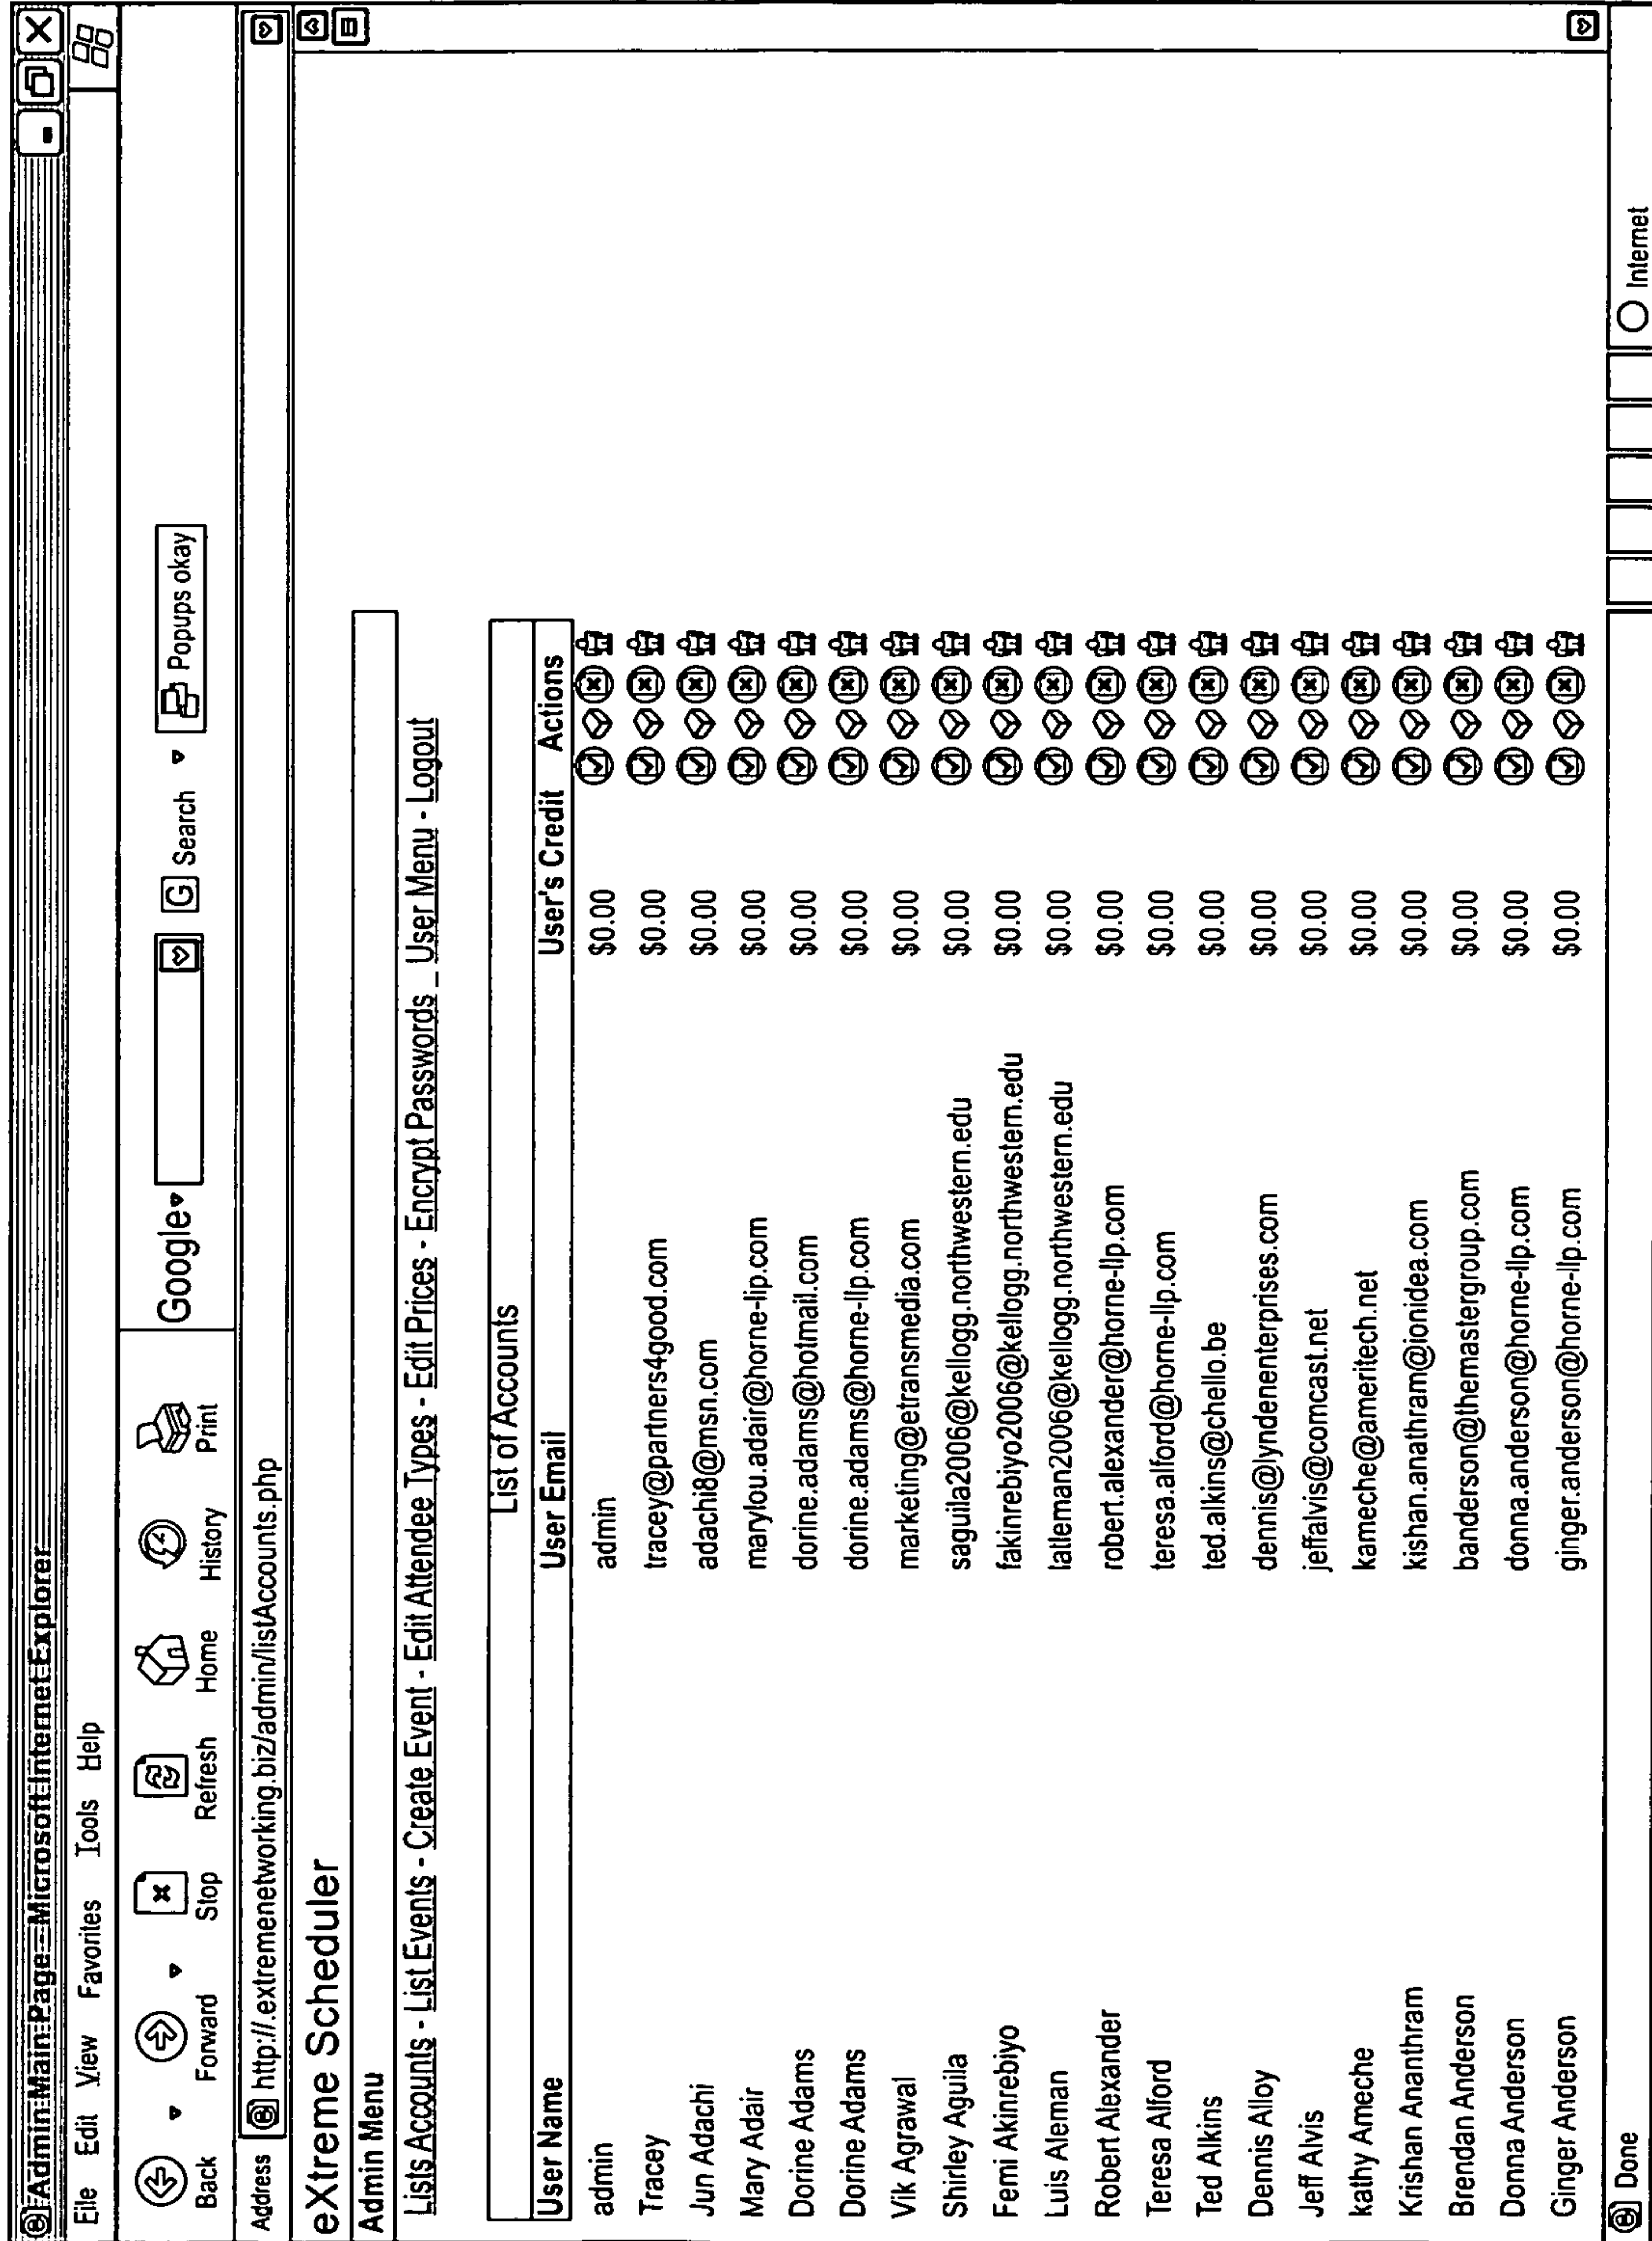 Admin Main Page - Microsoft Internet Explorer
File Edit View Favorites Tools Help
Back Forward Stop Refresh Home History Print Google G Search Popups okay
Address http://.extremenetworking.biz/admin/listAccounts.php
eXtreme Scheduler
Admin Menu
Lists Accounts - List Events - Create Event - Edit Attendee Types - Edit Prices - Encrypt Passwords _ User Menu - Logout
List of Accounts
User Name User Email User's Credit Actions
admin admin $0.00
Tracey tracey@partners4good.com $0.00
Jun Adachi adachi8@msn.com $0.00
Mary Adair marylou.adair@horne-lip.com $0.00
Dorine Adams dorine.adams@hotmail.com $0.00
Dorine Adams dorine.adams@horne-llp.com $0.00
Vik Agrawal marketing@etransmedia.com $0.00
Shirley Aguila saguila2006@kellogg.northwestern.edu $0.00
Femi Akinrebiyo fakinrebiyo2006@kellogg.northwestern.edu $0.00
Luis Aleman latleman2006@kellogg.northwestern.edu $0.00
Robert Alexander robert.alexander@horne-llp.com $0.00
Teresa Alford teresa.alford@horne-llp.com $0.00
Ted Alkins ted.alkins@chello.be $0.00
Dennis Alloy dennis@lyndenenterprises.com $0.00
Jeff Alvis jeffalvis@comcast.net $0.00
kathy Ameche kameche@ameritech.net $0.00
Krishan Ananthram kishan.anathram@ionidea.com $0.00
Brendan Anderson banderson@themastergroup.com $0.00
Donna Anderson donna.anderson@horne-llp.com $0.00
Ginger Anderson ginger.anderson@horne-llp.com $0.00
Done Internet